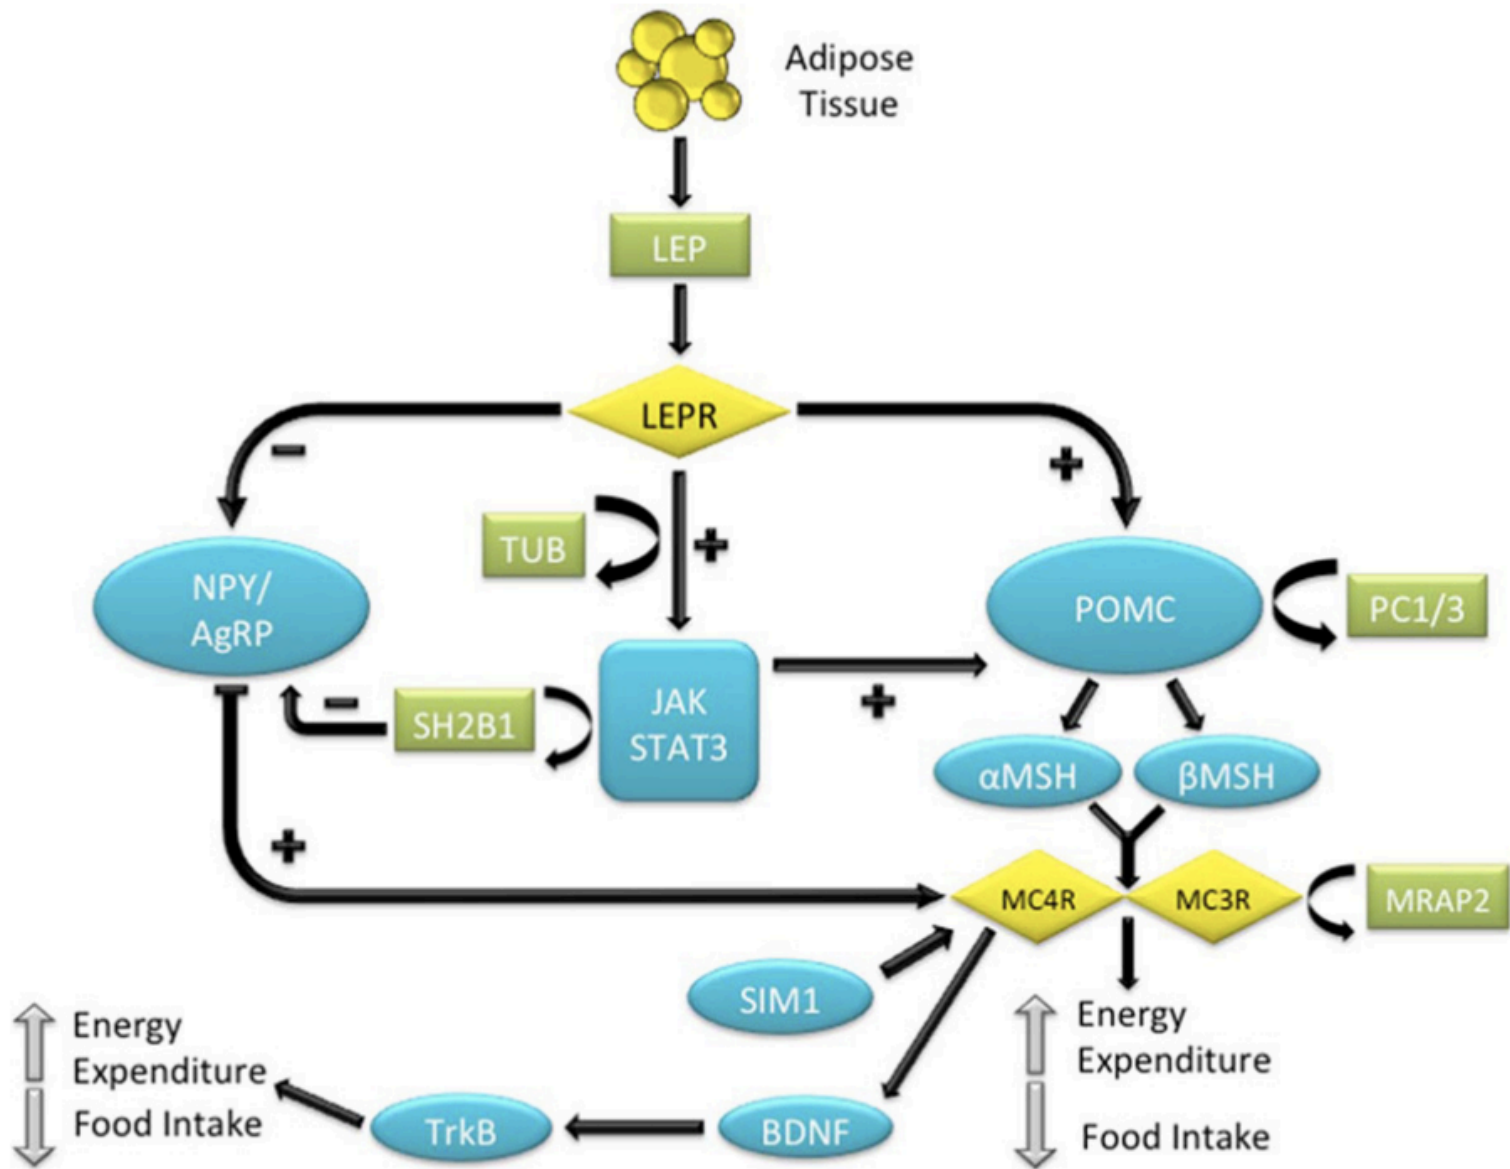 Adipose
Tissue
LEP
LEPR
−
+
TUB
+
NPY/
AgRP
POMC
PC1/3
−
SH2B1
JAK
STAT3
+
αMSH
βMSH
+
MC4R
MC3R
MRAP2
SIM1
Energy
Expenditure
Food Intake
Energy
Expenditure
Food Intake
TrkB
BDNF